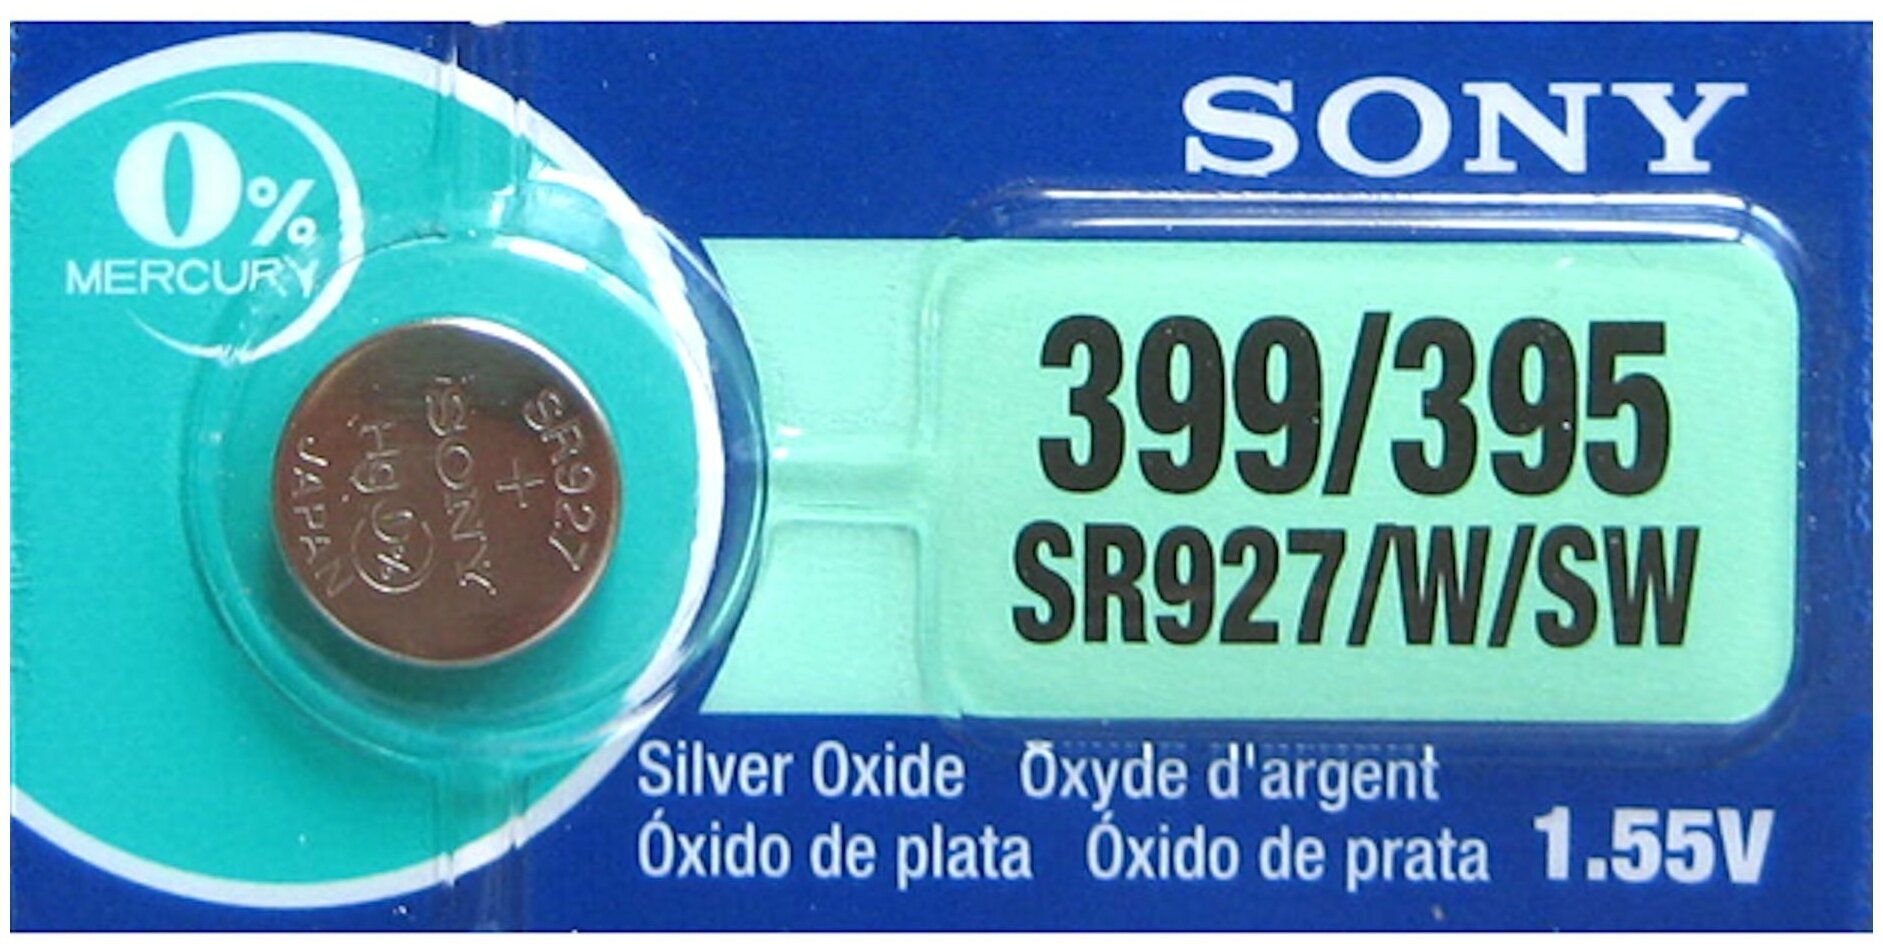 SONY
0%
MERCURY
399/395
SR927/W/SW
SR927
+
SONY
Hg 0%
JAPAN
Silver Oxide Oxyde d'argent
Óxido de plata Óxido de prata 1.55V